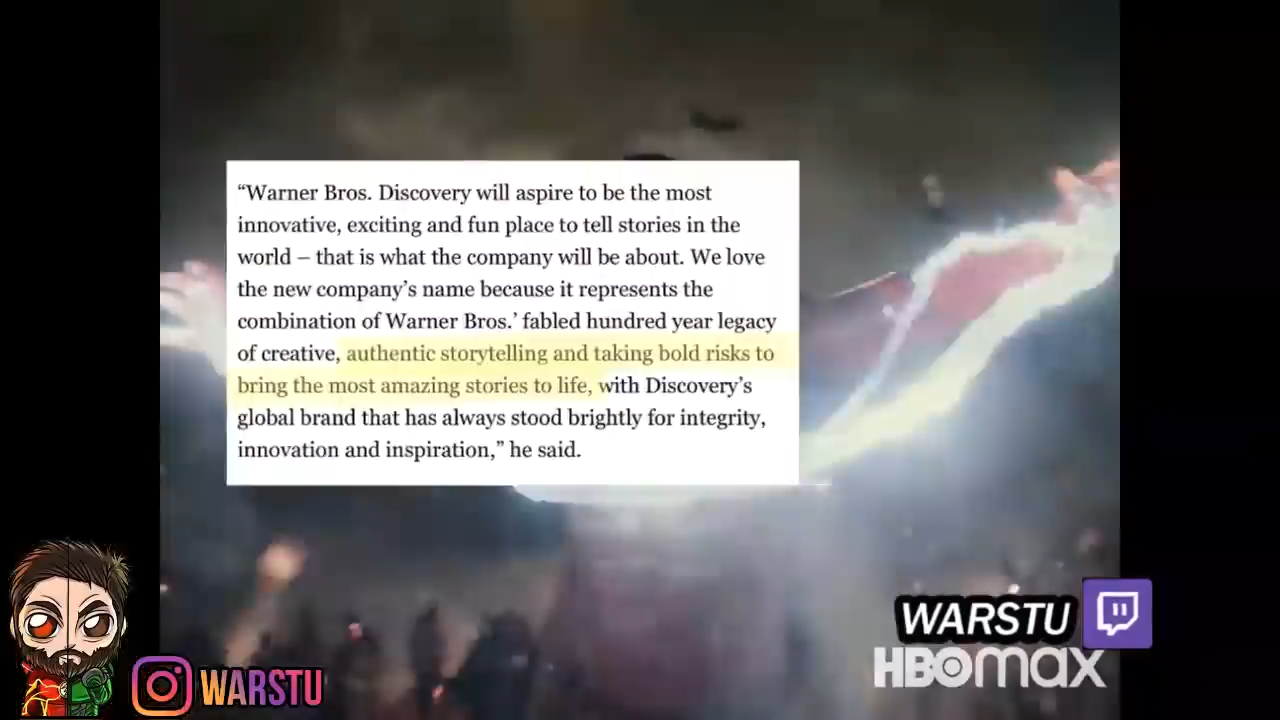 “Warner Bros. Discovery will aspire to be the most
innovative, exciting and fun place to tell stories in the
world – that is what the company will be about. We love
the new company’s name because it represents the
combination of Warner Bros.’ fabled hundred year legacy
of creative, authentic storytelling and taking bold risks to
bring the most amazing stories to life, with Discovery’s
global brand that has always stood brightly for integrity,
innovation and inspiration,” he said.
WARSTU
HBOmax
WARSTU